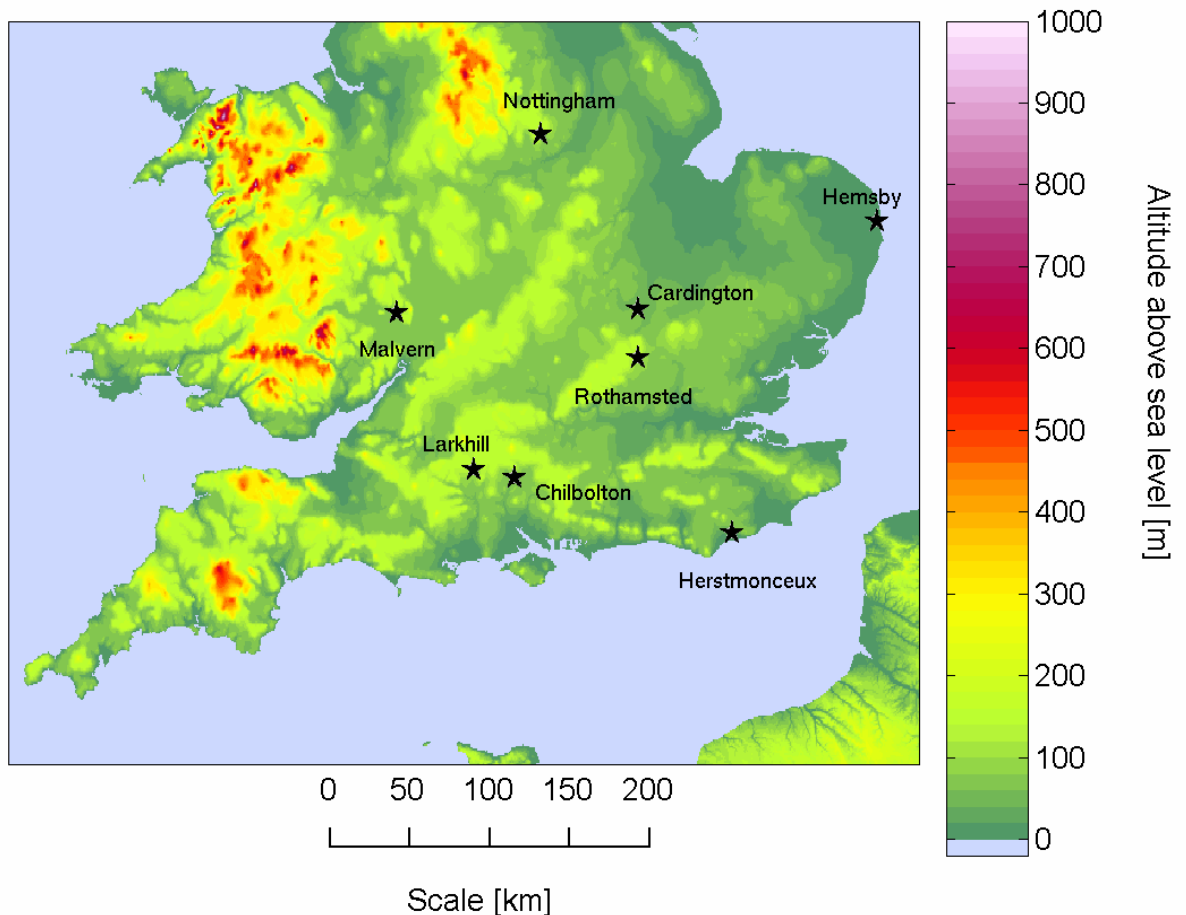 Nottingham
Hemsby
Cardington
Malvern
Rothamsted
Larkhill
Chilbolton
Herstmonceux
1000
900
800
700
600
500
400
300
200
100
0
Altitude above sea level [m]
0 50 100 150 200
Scale [km]